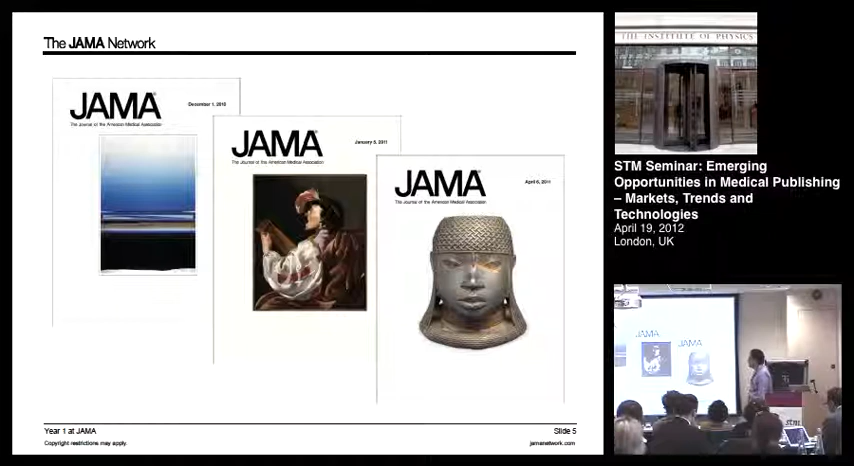 The JAMA Network
JAMA®
December 1, 2010
The Journal of the American Medical Association
JAMA®
January 5, 2011
The Journal of the American Medical Association
JAMA®
April 6, 2011
The Journal of the American Medical Association
Year 1 at JAMA
Slide 5
Copyright restrictions may apply.
jamanetwork.com
THE INSTITUTE OF PHYSICS
STM Seminar: Emerging
Opportunities in Medical Publishing
– Markets, Trends and
Technologies
April 19, 2012
London, UK
JAMA
JAMA
stm